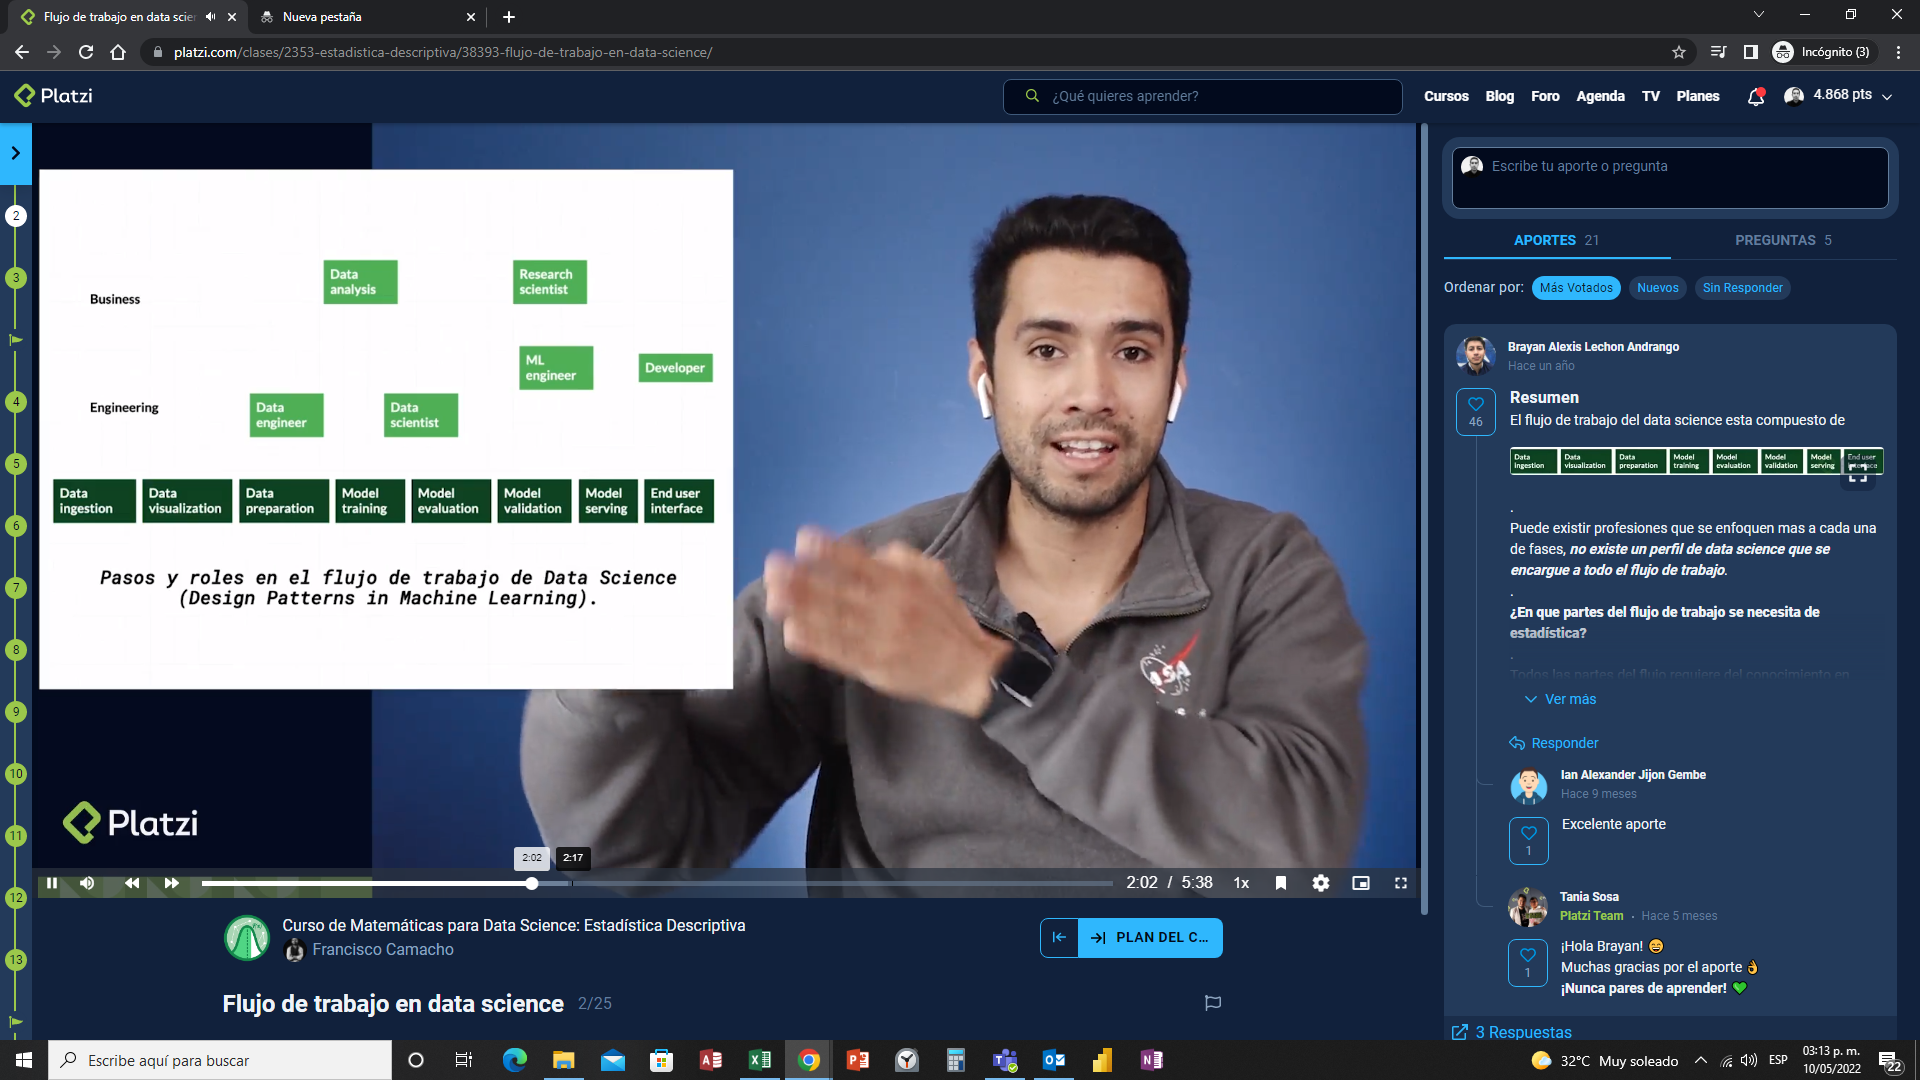 Flujo de trabajo en data scien
Nueva pestaña
platzi.com/clases/2353-estadistica-descriptiva/38393-flujo-de-trabajo-en-data-science/
Incógnito (3)
Platzi
¿Qué quieres aprender?
Cursos
Blog
Foro
Agenda
TV
Planes
4.868 pts
2
3
4
5
6
7
8
9
10
11
12
13
Business
Data
analysis
Research
scientist
ML
engineer
Developer
Engineering
Data
engineer
Data
scientist
Data
ingestion
Data
visualization
Data
preparation
Model
training
Model
evaluation
Model
validation
Model
serving
End user
interface
Pasos y roles en el flujo de trabajo de Data Science
(Design Patterns in Machine Learning).
Platzi
2:02
2:17
2:02 / 5:38
1x
Curso de Matemáticas para Data Science: Estadística Descriptiva
Francisco Camacho
PLAN DEL C...
Flujo de trabajo en data science 2/25
Escribe tu aporte o pregunta
APORTES 21
PREGUNTAS 5
Ordenar por:
Más Votados
Nuevos
Sin Responder
Brayan Alexis Lechon Andrango
Hace un año
46
Resumen
El flujo de trabajo del data science esta compuesto de
Data
ingestion
Data
visualization
Data
preparation
Model
training
Model
evaluation
Model
validation
Model
serving
End user
interface
.
Puede existir profesiones que se enfoquen mas a cada una
de fases, no existe un perfil de data science que se
encargue a todo el flujo de trabajo.
.
¿En que partes del flujo de trabajo se necesita de
estadística?
.
Todos las partes del flujo requiere del conocimiento en
Ver más
Responder
Ian Alexander Jijon Gembe
Hace 9 meses
1
Excelente aporte
Tania Sosa
Platzi Team · Hace 5 meses
1
¡Hola Brayan! 😄
Muchas gracias por el aporte 👌
¡Nunca pares de aprender! 💚
3 Respuestas
Escribe aquí para buscar
32°C Muy soleado
ESP
03:13 p. m.
10/05/2022
22